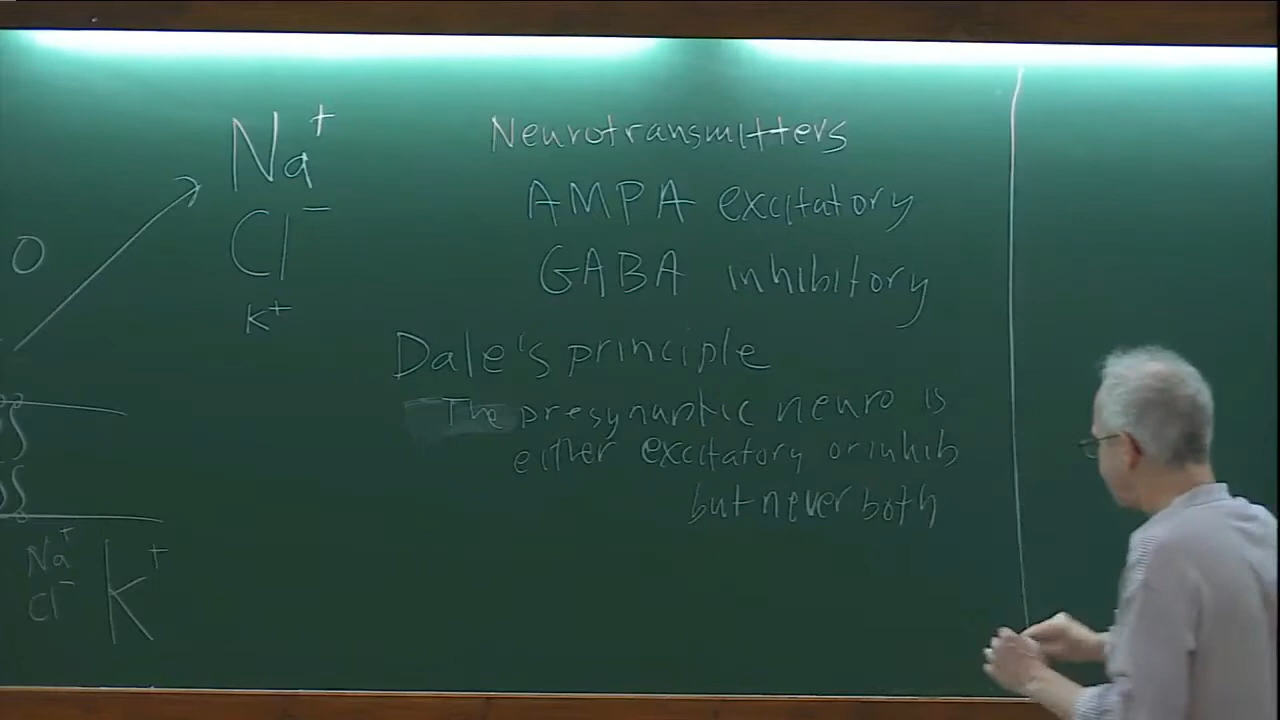 O
Na+
Cl-
K+
Na+
Cl-
K+
Neurotransmitters
AMPA excitatory
GABA inhibitory
Dale's principle
The presynaptic neuro is
either excitatory or inhib
but never both